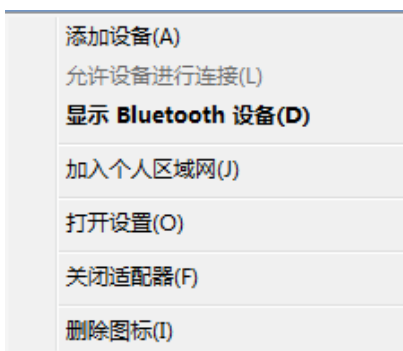 添加设备(A)
允许设备进行连接(L)
显示 Bluetooth 设备(D)
加入个人区域网(J)
打开设置(O)
关闭适配器(F)
删除图标(I)